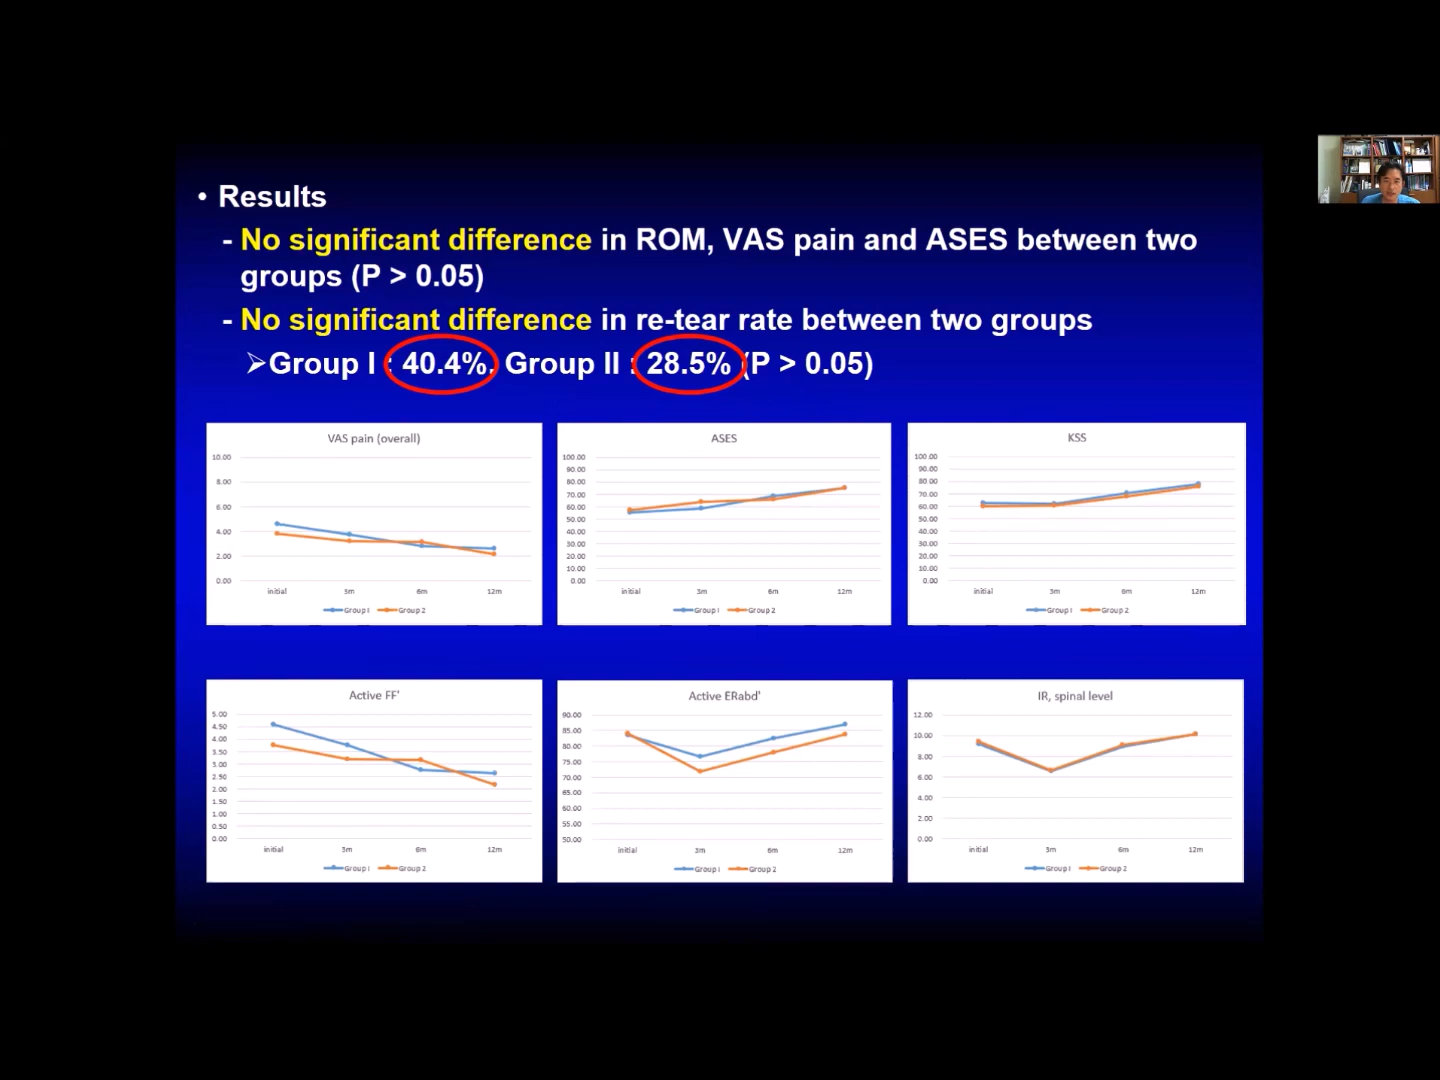 • Results
- No significant difference in ROM, VAS pain and ASES between two
groups (P > 0.05)
- No significant difference in re-tear rate between two groups
➢Group I : 40.4%, Group II : 28.5% (P > 0.05)
VAS pain (overall)
10.00
8.00
6.00
4.00
2.00
0.00
initial 3m 6m 12m
Group I Group 2
ASES
100.00
90.00
80.00
70.00
60.00
50.00
40.00
30.00
20.00
10.00
0.00
initial 3m 6m 12m
Group I Group 2
KSS
100.00
90.00
80.00
70.00
60.00
50.00
40.00
30.00
20.00
10.00
0.00
initial 3m 6m 12m
Group I Group 2
Active FF'
5.00
4.50
4.00
3.50
3.00
2.50
2.00
1.50
1.00
0.50
0.00
initial 3m 6m 12m
Group I Group 2
Active ERabd'
90.00
85.00
80.00
75.00
70.00
65.00
60.00
55.00
50.00
initial 3m 6m 12m
Group I Group 2
IR, spinal level
12.00
10.00
8.00
6.00
4.00
2.00
0.00
initial 3m 6m 12m
Group I Group 2